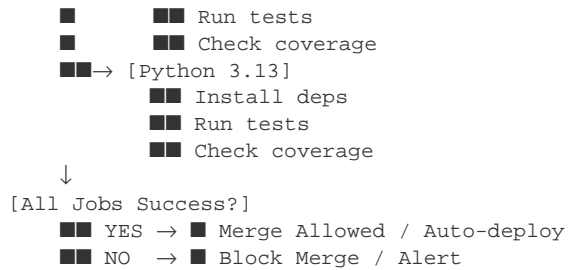 ■ ■■ Run tests
■ ■■ Check coverage
■■→ [Python 3.13]
■■ Install deps
■■ Run tests
■■ Check coverage
↓
[All Jobs Success?]
■■ YES → ■ Merge Allowed / Auto-deploy
■■ NO → ■ Block Merge / Alert